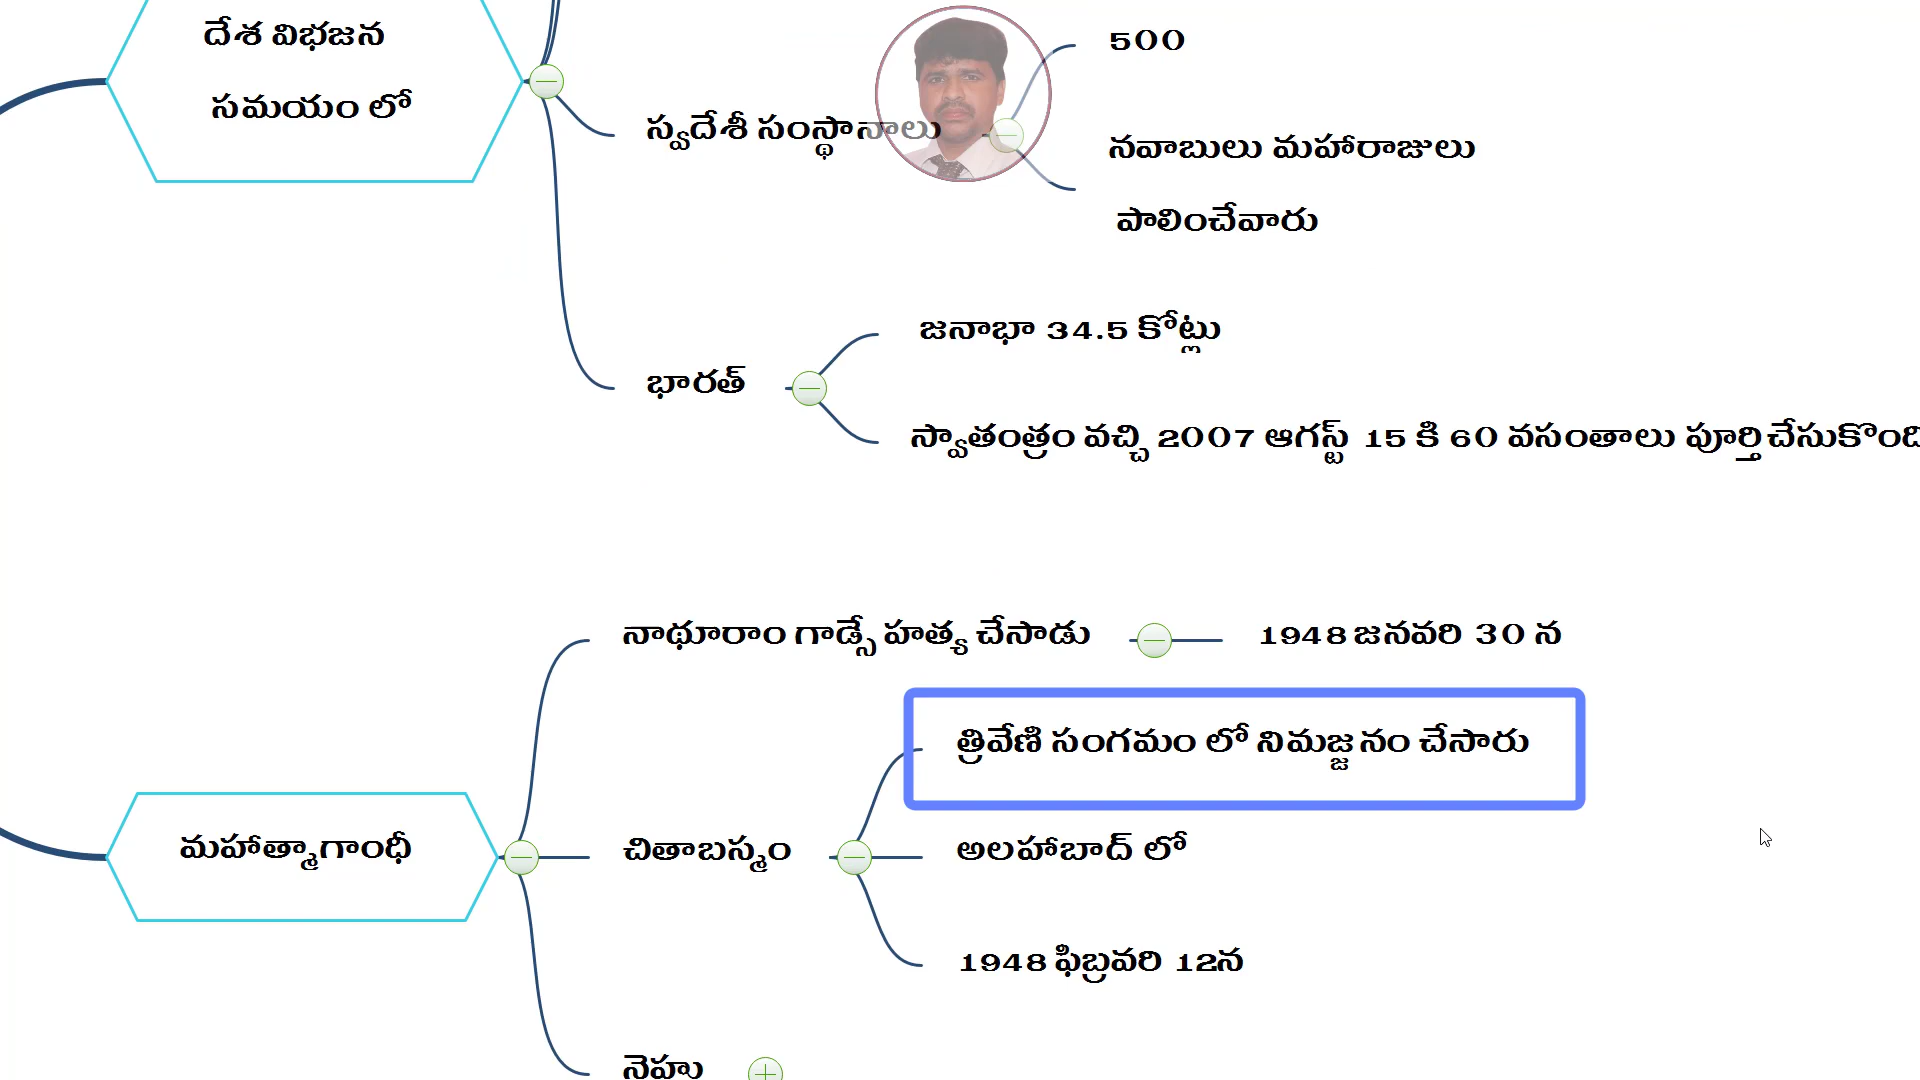 దేశ విభజన
సమయం లో
స్వదేశీ సంస్థానాలు
500
నవాబులు మహారాజులు
పాలించేవారు
భారత్
జనాభా 34.5 కోట్లు
స్వాతంత్రం వచ్చి 2007 ఆగస్ట్ 15 కి 60 వసంతాలు పూర్తిచేసుకొంది
మహాత్మాగాంధీ
నాథూరాం గాడ్సే హత్య చేసాడు
1948 జనవరి 30 న
చితాబస్మం
త్రివేణి సంగమం లో నిమజ్జనం చేసారు
అలహాబాద్ లో
1948 ఫిబ్రవరి 12న
నెహు